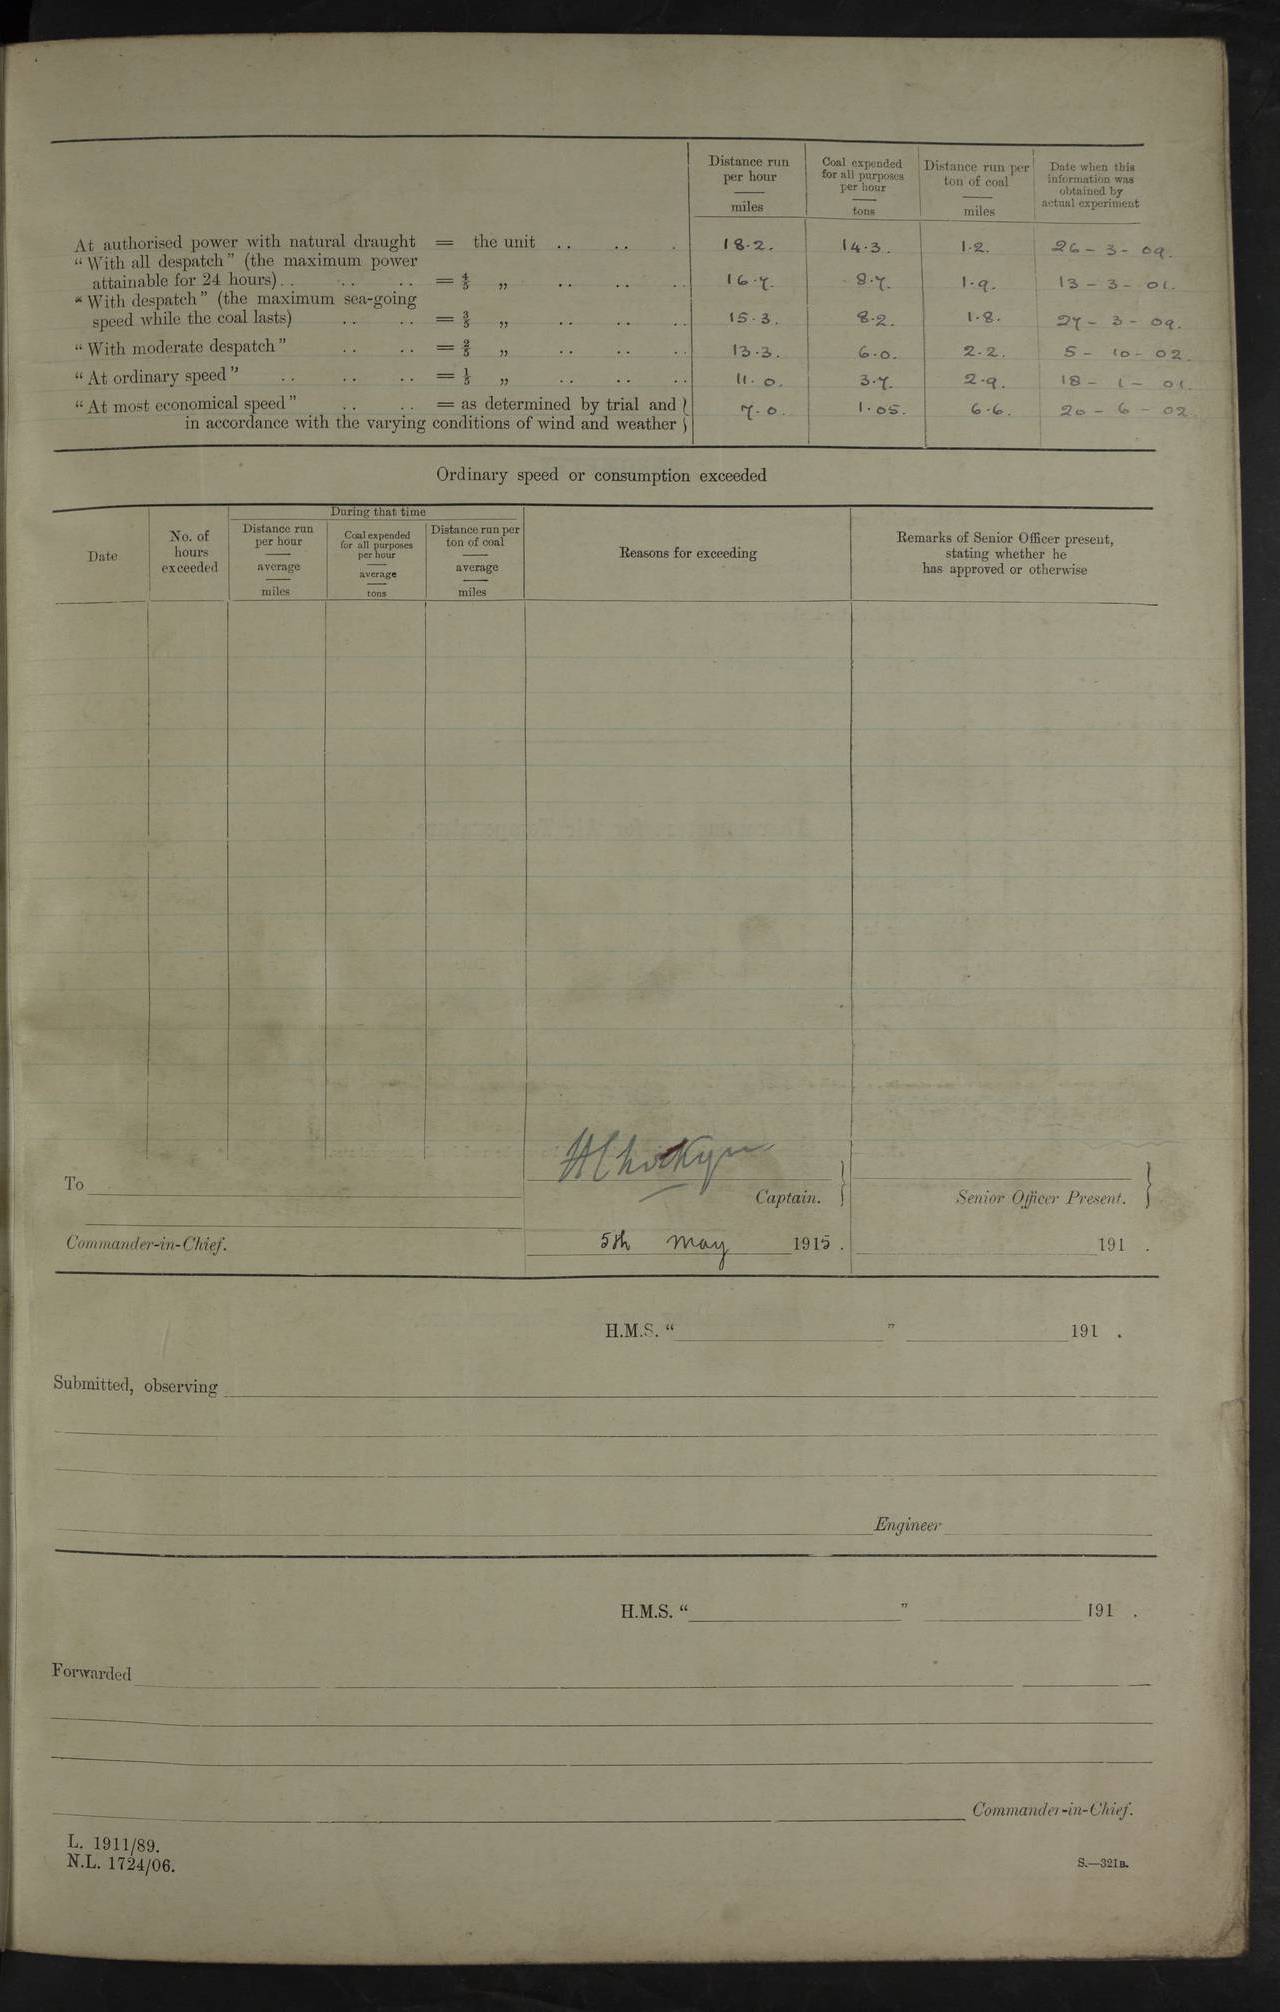 Distance run per hour miles
Coal expended for all purposes per hour tons
Distance run per ton of coal miles
Date when this information was obtained by actual experiment
At authorised power with natural draught = the unit .. .. . 18.2. 14.3. 1.2. 26-3-09.
"With all despatch" (the maximum power
attainable for 24 hours).. .. .. = 4/5 „ .. .. .. 16.7. 8.7. 1.9. 13-3-01.
"With despatch" (the maximum sea-going
speed while the coal lasts) .. .. = 3/5 „ .. .. .. 15.3. 8.2. 1.8. 27-3-09.
"With moderate despatch" .. .. = 2/5 „ .. .. .. 13.3. 6.0. 2.2. 5-10-02.
"At ordinary speed" .. .. .. = 1/5 „ .. .. .. 11.0. 3.7. 2.9. 18-1-01.
"At most economical speed" .. .. = as determined by trial and } 7.0. 1.05. 6.6. 20-6-02.
in accordance with the varying conditions of wind and weather }
Ordinary speed or consumption exceeded
Date
No. of hours exceeded
During that time
Distance run per hour average miles
Coal expended for all purposes per hour average tons
Distance run per ton of coal average miles
Reasons for exceeding
Remarks of Senior Officer present, stating whether he has approved or otherwise
To
Captain. }
Senior Officer Present. }
Commander-in-Chief.
5th May 1915.
191 .
H.M.S. " " 191 .
Submitted, observing
Engineer
H.M.S. " " 191 .
Forwarded
Commander-in-Chief.
L. 1911/89.
N.L. 1724/06.
S.—321B.